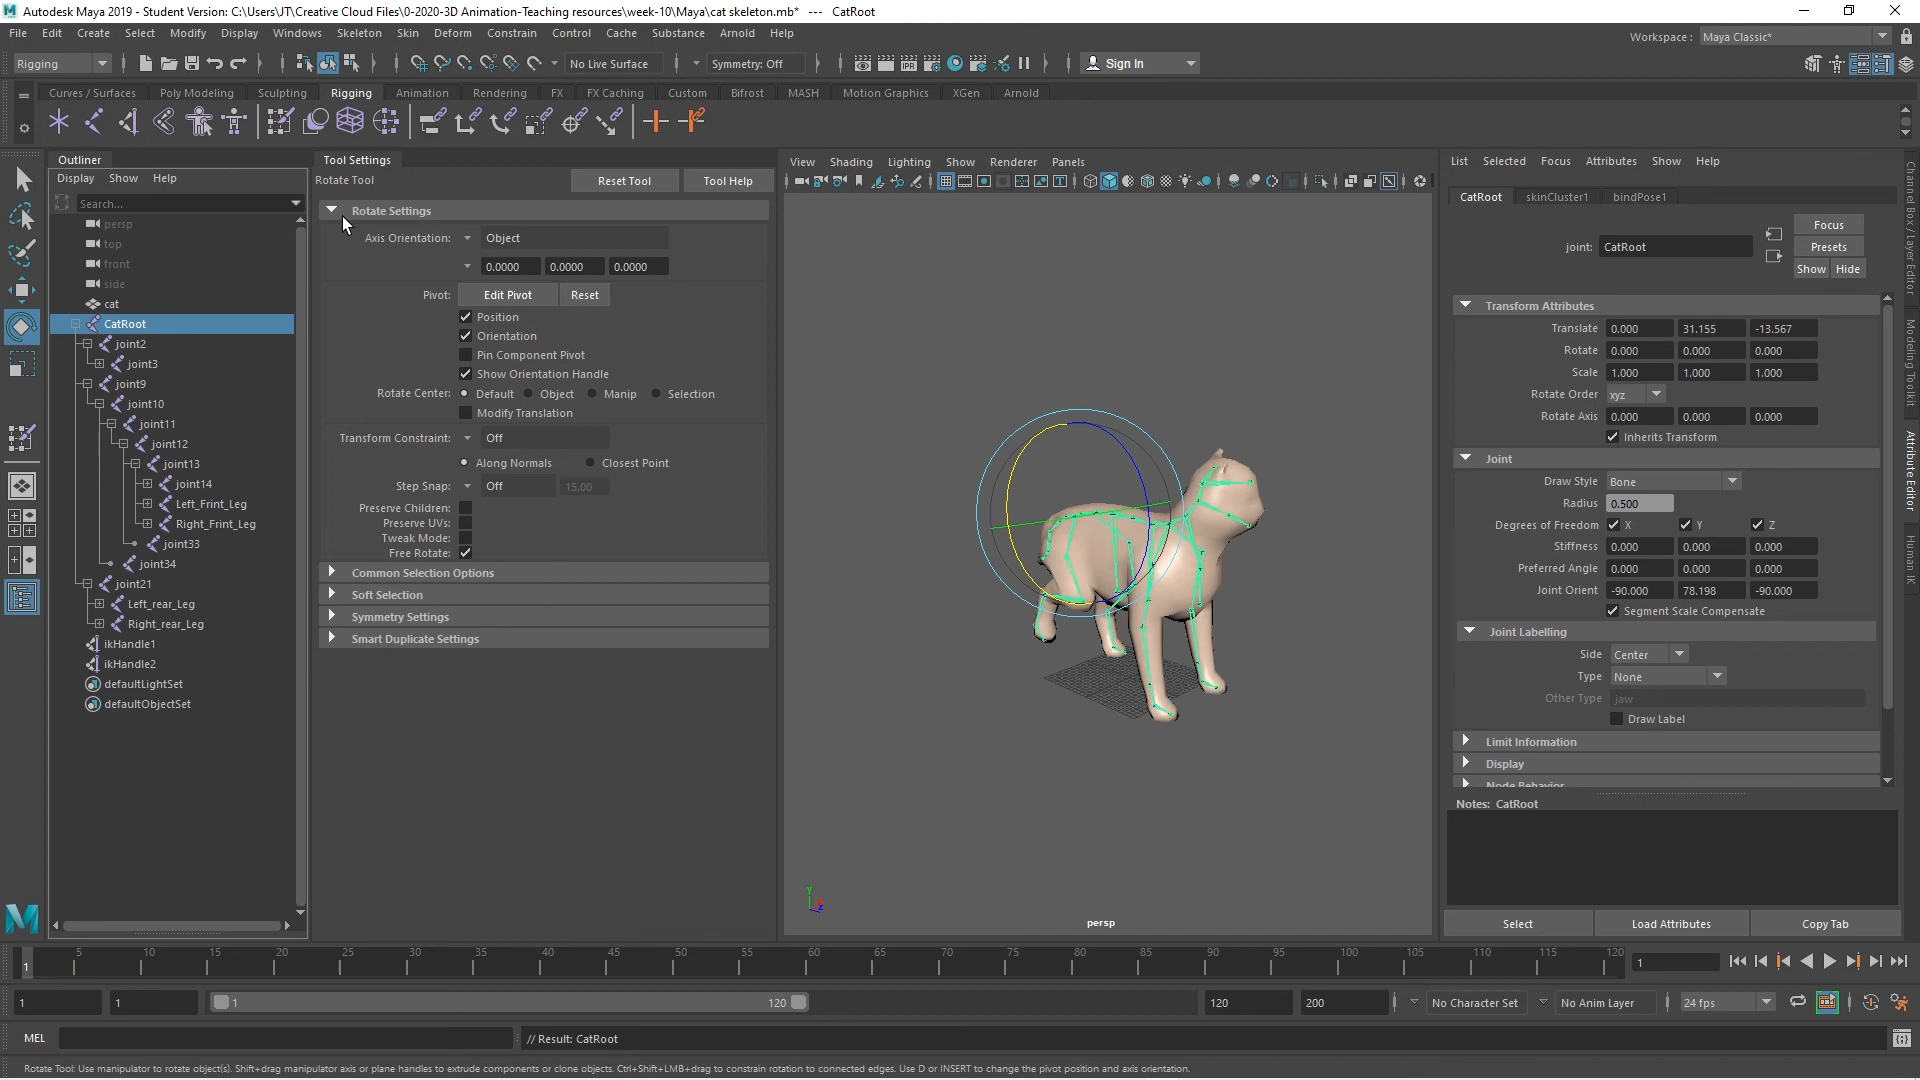 Autodesk Maya 2019 - Student Version: C:\Users\JT\Creative Cloud Files\0-2020-3D Animation-Teaching resources\week-10\Maya\cat skeleton.mb* --- CatRoot
File Edit Create Select Modify Display Windows Skeleton Skin Deform Constrain Control Cache Substance Arnold Help
Workspace : Maya Classic*
Rigging No Live Surface Symmetry: Off IPR Sign In
Curves / Surfaces Poly Modeling Sculpting Rigging Animation Rendering FX FX Caching Custom Bifrost MASH Motion Graphics XGen Arnold
Outliner
Display Show Help
Search...
persp
top
front
side
cat
CatRoot
joint2
joint3
joint9
joint10
joint11
joint12
joint13
joint14
Left_Frint_Leg
Right_Frint_Leg
joint33
joint34
joint21
Left_rear_Leg
Right_rear_Leg
ikHandle1
ikHandle2
defaultLightSet
defaultObjectSet
Tool Settings
Rotate Tool Reset Tool Tool Help
Rotate Settings
Axis Orientation: Object
0.0000 0.0000 0.0000
Pivot: Edit Pivot Reset
Position
Orientation
Pin Component Pivot
Show Orientation Handle
Rotate Center: Default Object Manip Selection
Modify Translation
Transform Constraint: Off
Along Normals Closest Point
Step Snap: Off 15.00
Preserve Children:
Preserve UVs:
Tweak Mode:
Free Rotate:
Common Selection Options
Soft Selection
Symmetry Settings
Smart Duplicate Settings
View Shading Lighting Show Renderer Panels
persp
List Selected Focus Attributes Show Help
CatRoot skinCluster1 bindPose1
joint: CatRoot
Focus
Presets
Show Hide
Transform Attributes
Translate 0.000 31.155 -13.567
Rotate 0.000 0.000 0.000
Scale 1.000 1.000 1.000
Rotate Order xyz
Rotate Axis 0.000 0.000 0.000
Inherits Transform
Joint
Draw Style Bone
Radius 0.500
Degrees of Freedom X Y Z
Stiffness 0.000 0.000 0.000
Preferred Angle 0.000 0.000 0.000
Joint Orient -90.000 78.198 -90.000
Segment Scale Compensate
Joint Labelling
Side Center
Type None
Other Type jaw
Draw Label
Limit Information
Display
Node Behavior
Notes: CatRoot
Select Load Attributes Copy Tab
Channel Box / Layer Editor
Modeling Toolkit
Attribute Editor
Human IK
1 5 10 15 20 25 30 35 40 45 50 55 60 65 70 75 80 85 90 95 100 105 110 115 120 1
1 1 1 120 120 200 No Character Set No Anim Layer 24 fps
MEL // Result: CatRoot
Rotate Tool: Use manipulator to rotate object(s). Shift+drag manipulator axis or plane handles to extrude components or clone objects. Ctrl+Shift+LMB+drag to constrain rotation to connected edges. Use D or INSERT to change the pivot position and axis orientation.